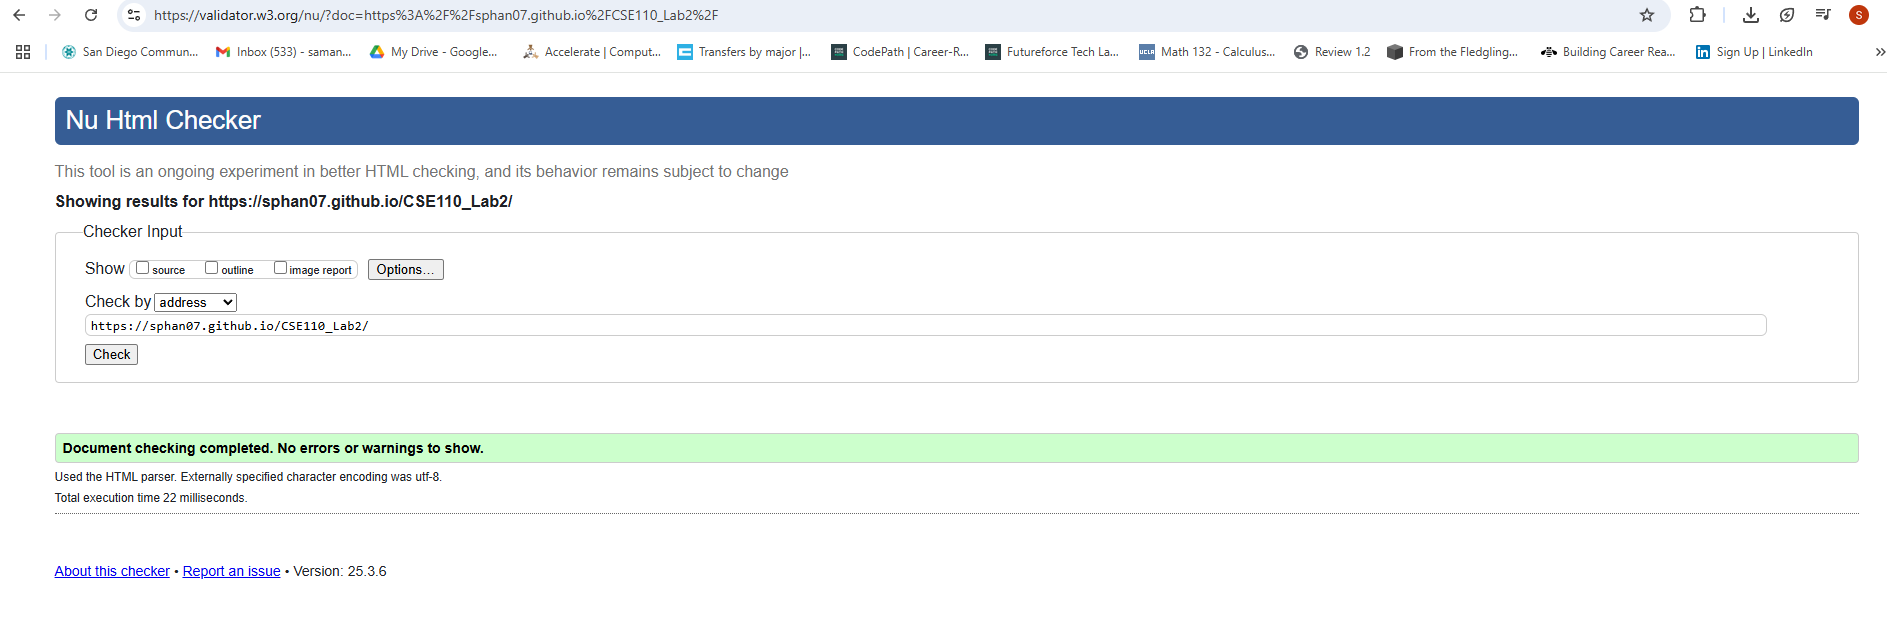 https://validator.w3.org/nu/?doc=https%3A%2F%2Fsphan07.github.io%2FCSE110_Lab2%2F
S
San Diego Commun... Inbox (533) - saman... My Drive - Google... Accelerate | Comput... Transfers by major |... CodePath | Career-R... Futureforce Tech La... UCLA Math 132 - Calculus... Review 1.2 From the Fledgling... Building Career Rea... in Sign Up | LinkedIn »
Nu Html Checker
This tool is an ongoing experiment in better HTML checking, and its behavior remains subject to change
Showing results for https://sphan07.github.io/CSE110_Lab2/
Checker Input
Show source outline image report Options...
Check by address
https://sphan07.github.io/CSE110_Lab2/
Check
Document checking completed. No errors or warnings to show.
Used the HTML parser. Externally specified character encoding was utf-8.
Total execution time 22 milliseconds.
About this checker • Report an issue • Version: 25.3.6